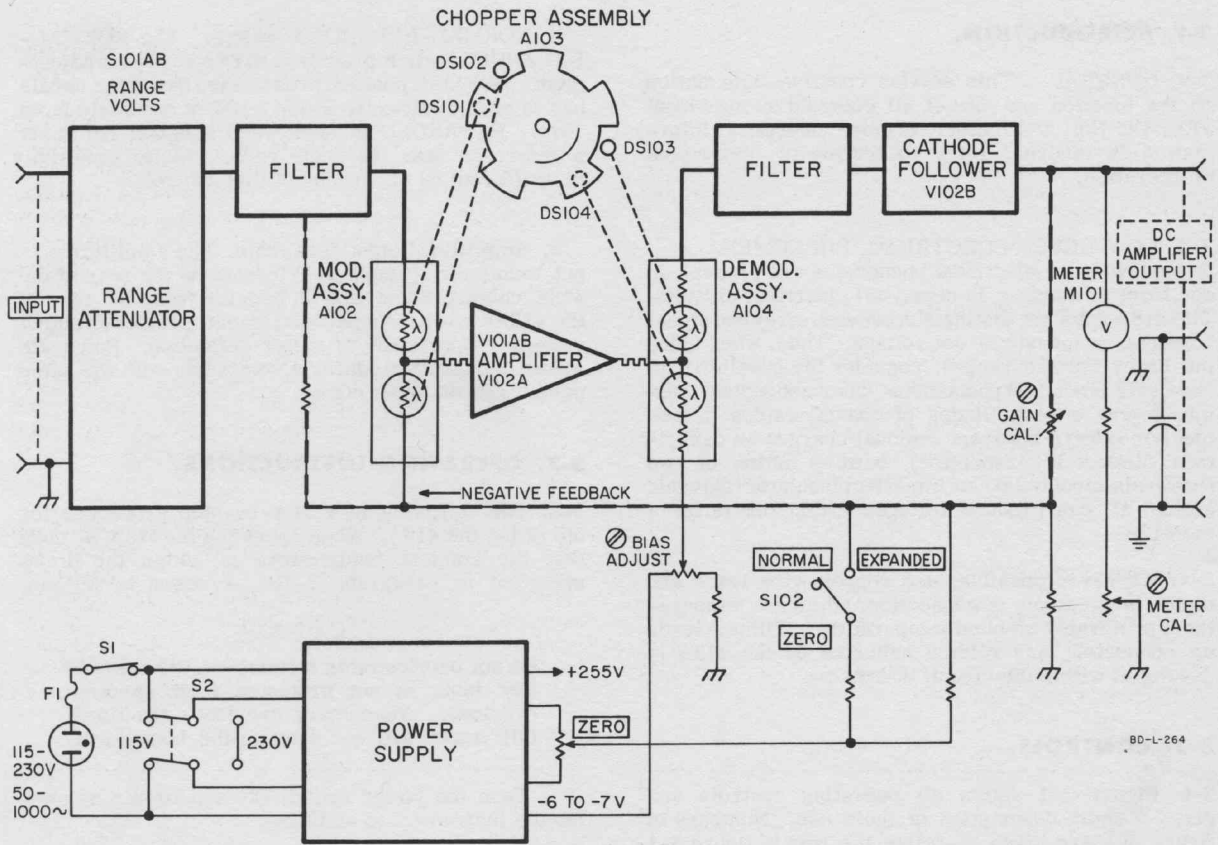 CHOPPER ASSEMBLY
A103
S101AB
RANGE
VOLTS
DS102
DS101
DS103
DS104
FILTER
FILTER
CATHODE
FOLLOWER
V102B
MOD.
ASSY.
A102
DEMOD.
ASSY.
A104
INPUT
RANGE
ATTENUATOR
λ
λ
V101AB
AMPLIFIER
V102A
λ
λ
METER
M101
V
DC
AMPLIFIER
OUTPUT
GAIN
CAL.
NEGATIVE FEEDBACK
BIAS
ADJUST
NORMAL
EXPANDED
S102
ZERO
METER
CAL.
S1
F1
S2
115V
230V
115-
230V
50-
1000~
POWER
SUPPLY
+255V
ZERO
-6 TO -7 V
BD-L-264